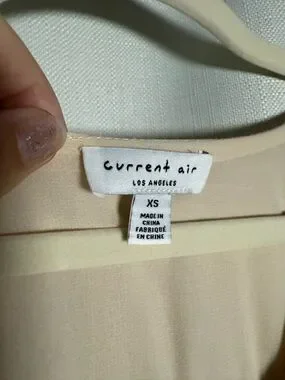 current air
LOS ANGELES
XS
MADE IN
CHINA
FABRIQUÉ
EN CHINE